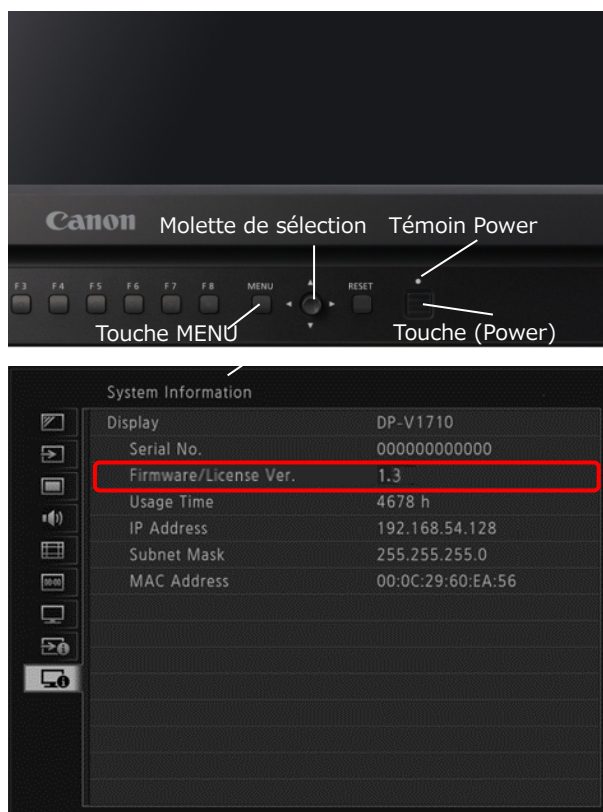 Canon
Molette de sélection
Témoin Power
F3 F4 F5 F6 F7 F8 MENU RESET
Touche MENU
Touche (Power)
System Information
Display DP-V1710
Serial No. 000000000000
Firmware/License Ver. 1.3
Usage Time 4678 h
IP Address 192.168.54.128
Subnet Mask 255.255.255.0
MAC Address 00:0C:29:60:EA:56
00:00